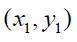 (x₁, y₁)